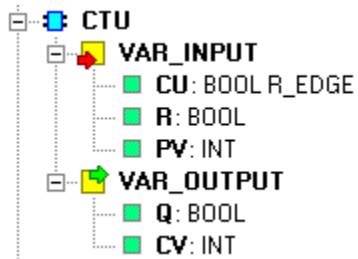 CTU
VAR_INPUT
CU: BOOL R_EDGE
R: BOOL
PV: INT
VAR_OUTPUT
Q: BOOL
CV: INT